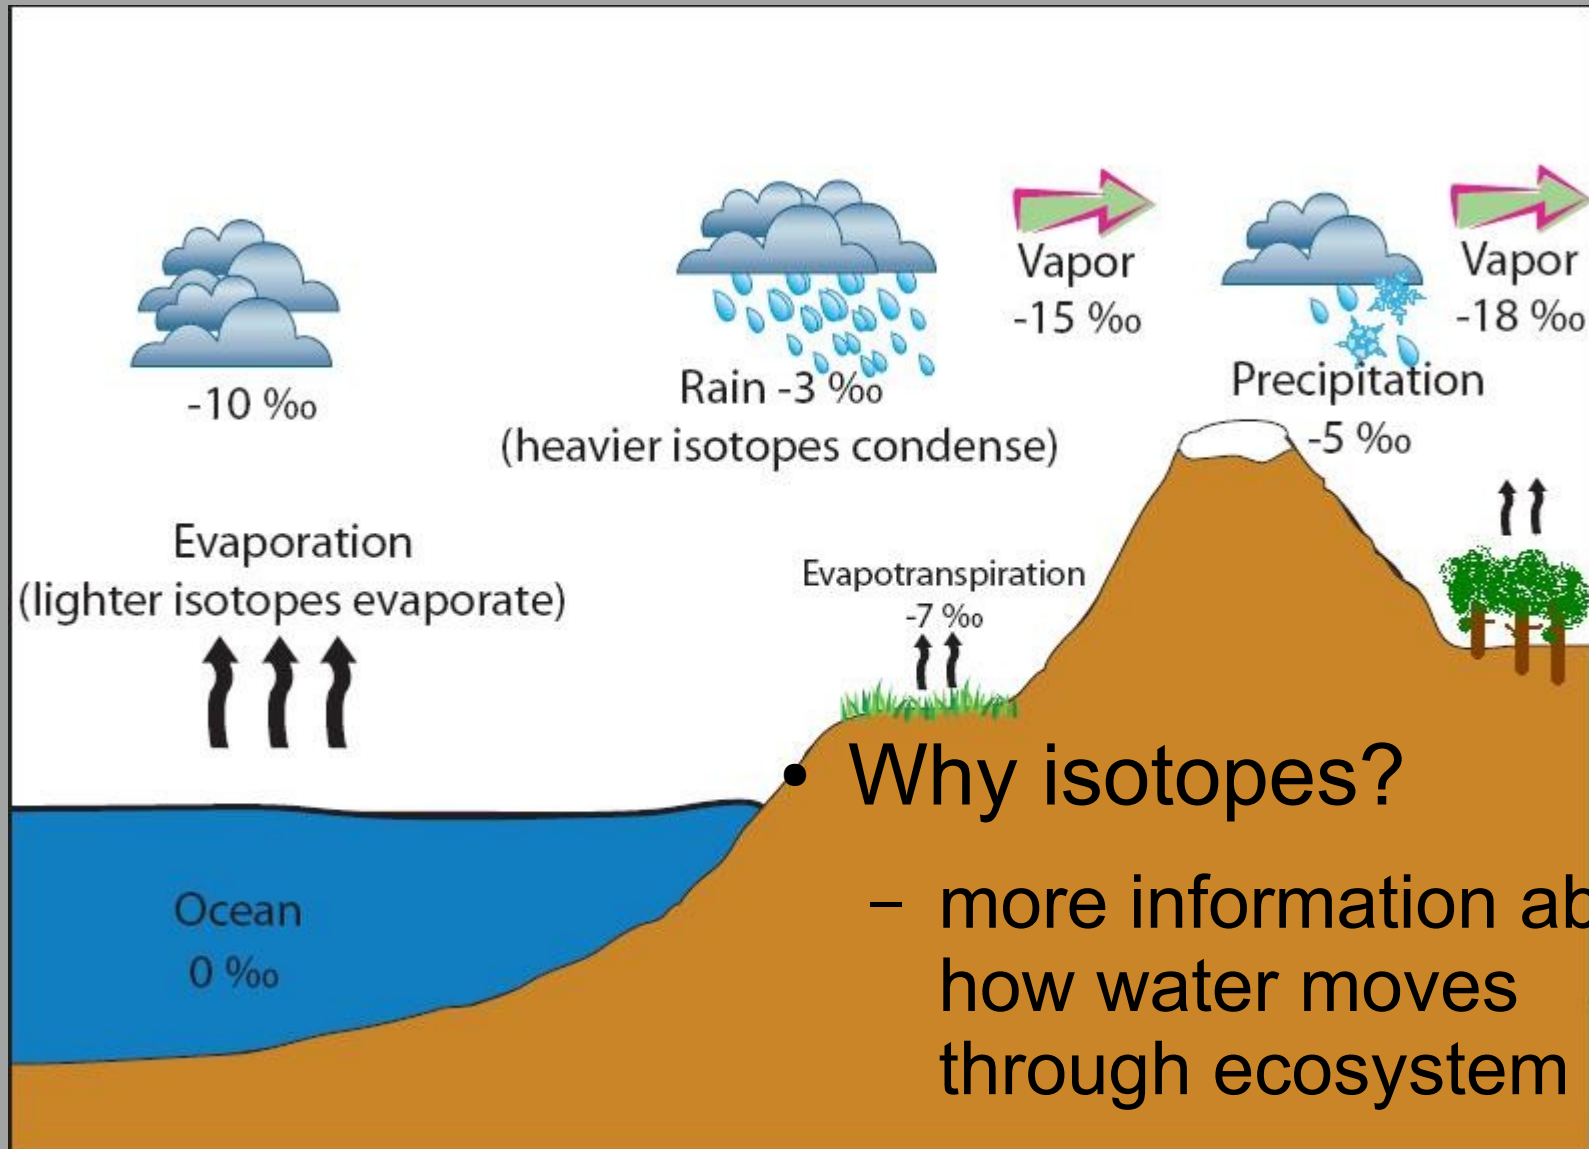 -10 ‰
Evaporation
(lighter isotopes evaporate)
Ocean
0 ‰
Rain -3 ‰
(heavier isotopes condense)
Vapor
-15 ‰
Precipitation
-5 ‰
Vapor
-18 ‰
Evapotranspiration
-7 ‰
• Why isotopes?
– more information
how water moves
through ecosystem